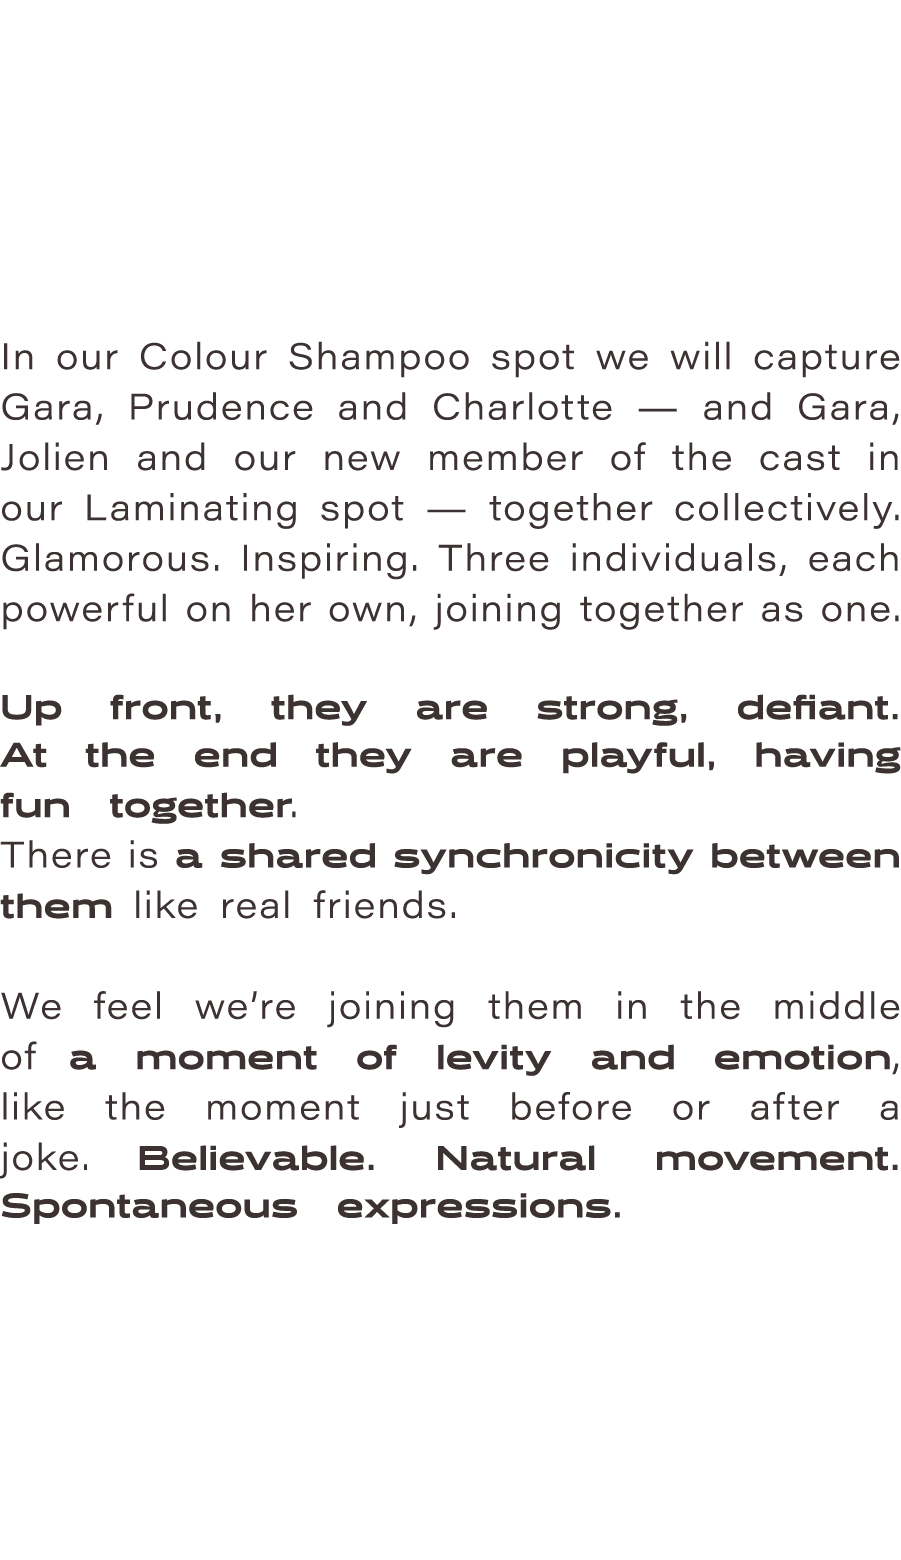 In our Colour Shampoo spot we will capture
Gara, Prudence and Charlotte — and Gara,
Jolien and our new member of the cast in
our Laminating spot — together collectively.
Glamorous. Inspiring. Three individuals, each
powerful on her own, joining together as one.
Up front, they are strong, defiant.
At the end they are playful, having
fun together.
There is a shared synchronicity between
them like real friends.
We feel we’re joining them in the middle
of a moment of levity and emotion,
like the moment just before or after a
joke. Believable. Natural movement.
Spontaneous expressions.